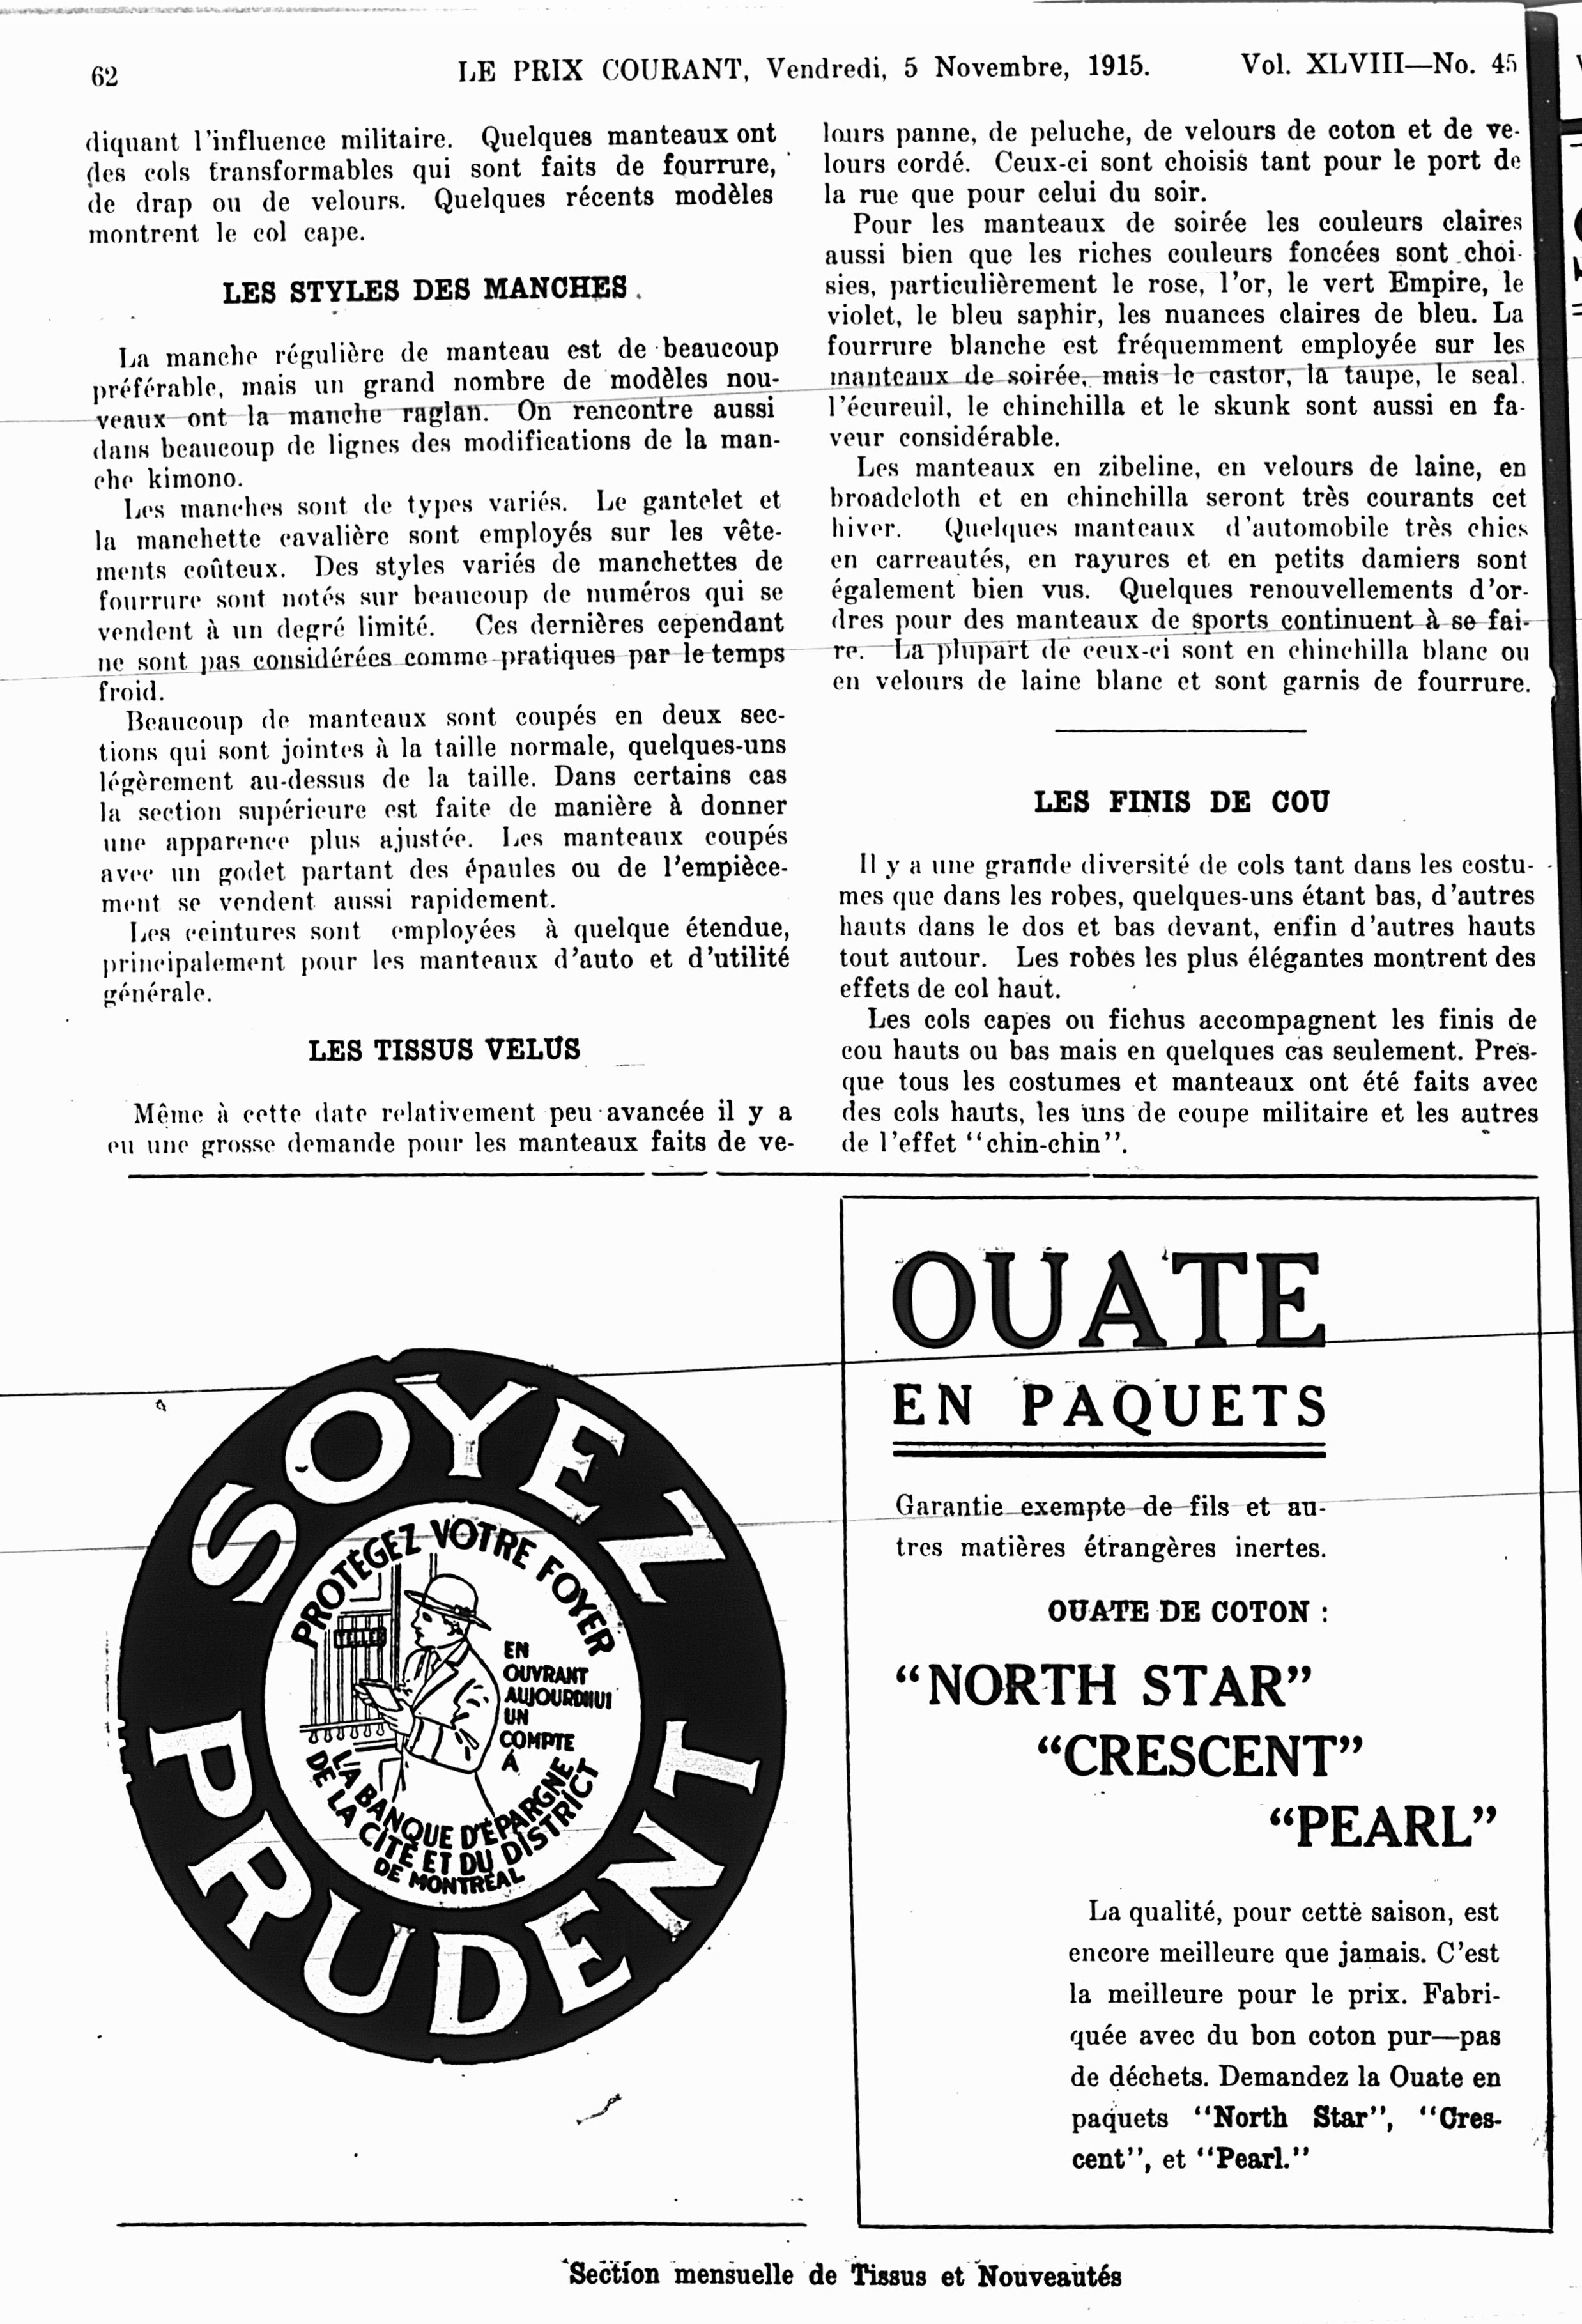 62
LE PRIX COURANT, Vendredi, 5 Novembre, 1915.
Vol. XLVIII—No. 45
diquant l'influence militaire. Quelques manteaux ont
des cols transformables qui sont faits de fourrure,
de drap ou de velours. Quelques récents modèles
montrent le col cape.
LES STYLES DES MANCHES.
La manche régulière de manteau est de beaucoup
préférable, mais un grand nombre de modèles nou-
veaux ont la manche raglan. On rencontre aussi
dans beaucoup de lignes des modifications de la man-
che kimono.
Les manches sont de types variés. Le gantelet et
la manchette cavalière sont employés sur les vête-
ments coûteux. Des styles variés de manchettes de
fourrure sont notés sur beaucoup de numéros qui se
vendent à un degré limité. Ces dernières cependant
ne sont pas considérées comme pratiques par le temps
froid.
Beaucoup de manteaux sont coupés en deux sec-
tions qui sont jointes à la taille normale, quelques-uns
légèrement au-dessus de la taille. Dans certains cas
la section supérieure est faite de manière à donner
une apparence plus ajustée. Les manteaux coupés
avec un godet partant des épaules ou de l'empièce-
ment se vendent aussi rapidement.
Les ceintures sont employées à quelque étendue,
principalement pour les manteaux d'auto et d'utilité
générale.
LES TISSUS VELUS
Même à cette date relativement peu avancée il y a
eu une grosse demande pour les manteaux faits de ve-
lours panne, de peluche, de velours de coton et de ve-
lours cordé. Ceux-ci sont choisis tant pour le port de
la rue que pour celui du soir.
Pour les manteaux de soirée les couleurs claires
aussi bien que les riches couleurs foncées sont choi-
sies, particulièrement le rose, l'or, le vert Empire, le
violet, le bleu saphir, les nuances claires de bleu. La
fourrure blanche est fréquemment employée sur les
manteaux de soirée, mais le castor, la taupe, le seal.
l'écureuil, le chinchilla et le skunk sont aussi en fa-
veur considérable.
Les manteaux en zibeline, en velours de laine, en
broadcloth et en chinchilla seront très courants cet
hiver. Quelques manteaux d'automobile très chics
en carreautés, en rayures et en petits damiers sont
également bien vus. Quelques renouvellements d'or-
dres pour des manteaux de sports continuent à se fai-
re. La plupart de ceux-ci sont en chinchilla blanc ou
en velours de laine blanc et sont garnis de fourrure.
LES FINIS DE COU
Il y a une grande diversité de cols tant dans les costu-
mes que dans les robes, quelques-uns étant bas, d'autres
hauts dans le dos et bas devant, enfin d'autres hauts
tout autour. Les robes les plus élégantes montrent des
effets de col haut.
Les cols capes ou fichus accompagnent les finis de
cou hauts ou bas mais en quelques cas seulement. Pres-
que tous les costumes et manteaux ont été faits avec
des cols hauts, les uns de coupe militaire et les autres
de l'effet "chin-chin".
SOYEZ
PRUDENT
PROTÉGEZ VOTRE FOYER
TELLER
EN
OUVRANT
AUJOURDHUI
UN
COMPTE
À
LA BANQUE D'ÉPARGNE
DE LA CITÉ ET DU DISTRICT
DE MONTRÉAL
OUATE
EN PAQUETS
Garantie exempte de fils et au-
tres matières étrangères inertes.
OUATE DE COTON :
"NORTH STAR"
"CRESCENT"
"PEARL"
La qualité, pour cette saison, est
encore meilleure que jamais. C'est
la meilleure pour le prix. Fabri-
quée avec du bon coton pur—pas
de déchets. Demandez la Ouate en
paquets "North Star", "Cres-
cent", et "Pearl."
Section mensuelle de Tissus et Nouveautés